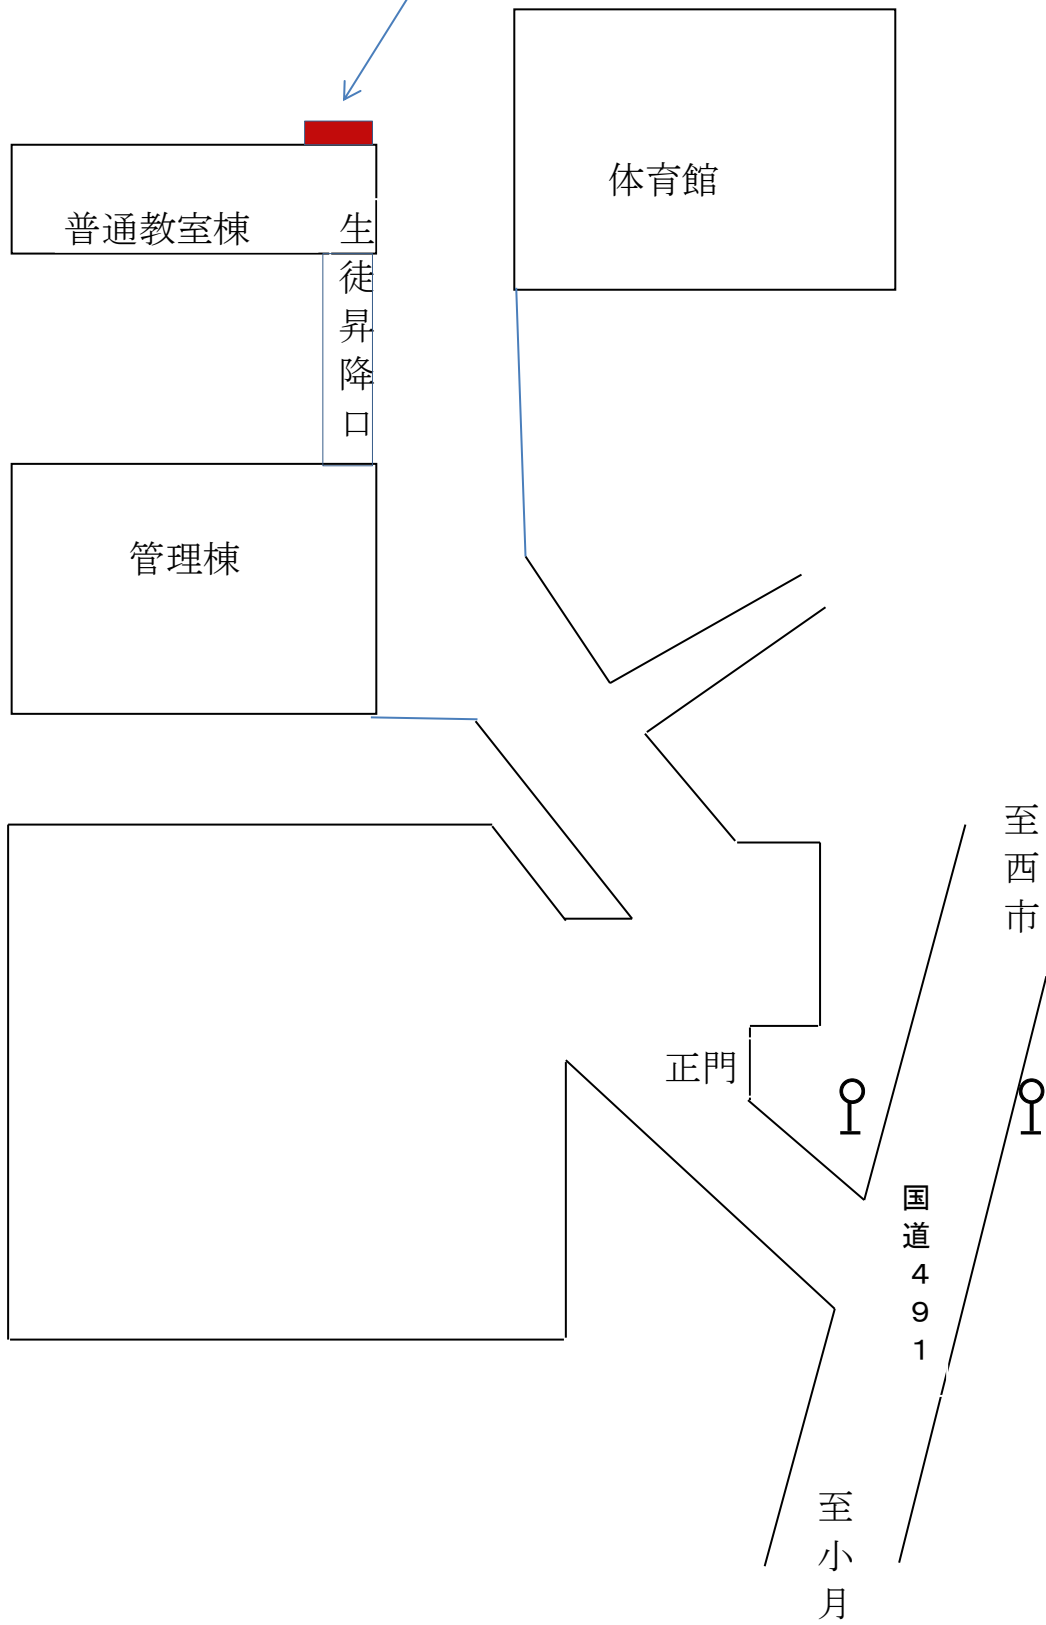 体育館
普通教室棟
生徒昇降口
管理棟
至西市
正門
国道４９１
至小月